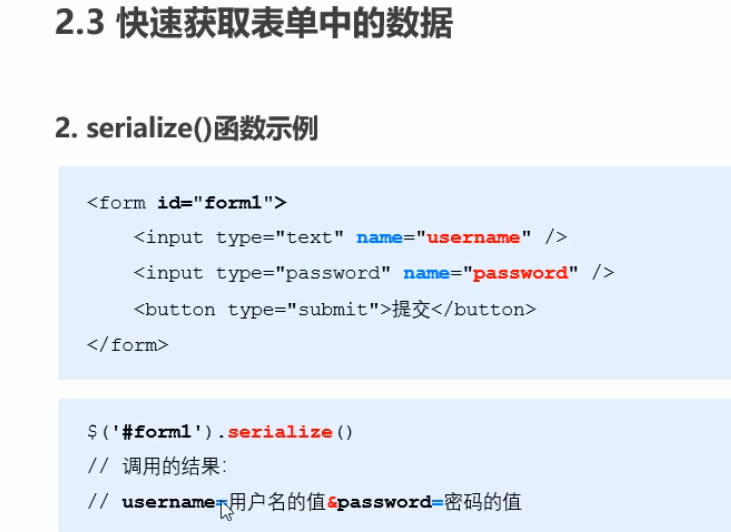 2.3 快速获取表单中的数据
2. serialize()函数示例
<form id="form1">
<input type="text" name="username" />
<input type="password" name="password" />
<button type="submit">提交</button>
</form>
$('#form1').serialize()
// 调用的结果：
// username=用户名的值&password=密码的值